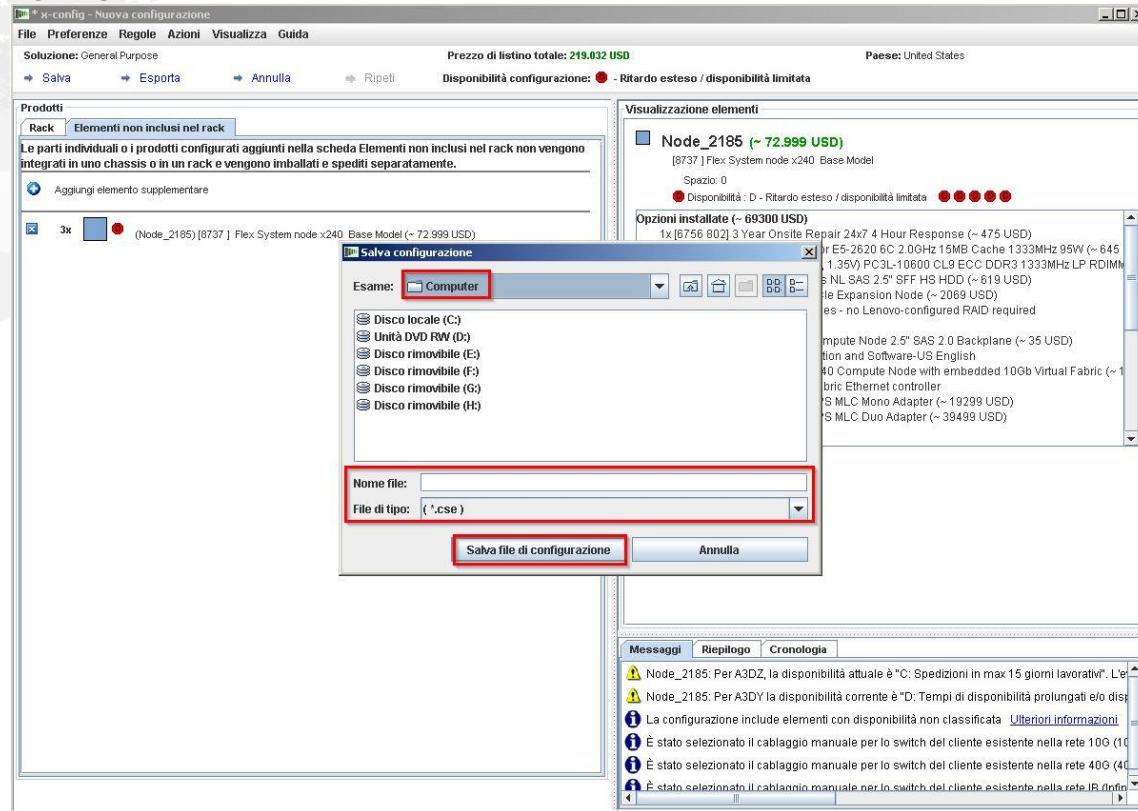 * x-config - Nuova configurazione
File Preferenze Regole Azioni Visualizza Guida
Soluzione: General Purpose
Prezzo di listino totale: 219.032 USD
Paese: United States
Salva Esporta Annulla Ripeti
Disponibilità configurazione: - Ritardo esteso / disponibilità limitata
Prodotti
Rack Elementi non inclusi nel rack
Le parti individuali o i prodotti configurati aggiunti nella scheda Elementi non inclusi nel rack non vengono
integrati in uno chassis o in un rack e vengono imballati e spediti separatamente.
Aggiungi elemento supplementare
3x (Node_2185) [8737 ] Flex System node x240 Base Model (~ 72.999 USD)
Visualizzazione elementi
Node_2185 (~ 72.999 USD)
[8737 ] Flex System node x240 Base Model
Spazio: 0
Disponibilità : D - Ritardo esteso / disponibilità limitata
Opzioni installate (~ 69300 USD)
1x [6756 802] 3 Year Onsite Repair 24x7 4 Hour Response (~ 475 USD)
r E5-2620 6C 2.0GHz 15MB Cache 1333MHz 95W (~ 645
, 1.35V) PC3L-10600 CL9 ECC DDR3 1333MHz LP RDIMM
s NL SAS 2.5" SFF HS HDD (~ 619 USD)
le Expansion Node (~ 2069 USD)
es - no Lenovo-configured RAID required
mpute Node 2.5" SAS 2.0 Backplane (~ 35 USD)
tion and Software-US English
40 Compute Node with embedded 10Gb Virtual Fabric (~ 1
bric Ethernet controller
S MLC Mono Adapter (~ 19299 USD)
S MLC Duo Adapter (~ 39499 USD)
Salva configurazione
Esame: Computer
Disco locale (C:)
Unità DVD RW (D:)
Disco rimovibile (E:)
Disco rimovibile (F:)
Disco rimovibile (G:)
Disco rimovibile (H:)
Nome file:
File di tipo: ( *.cse )
Salva file di configurazione Annulla
Messaggi Riepilogo Cronologia
Node_2185: Per A3DZ, la disponibilità attuale è "C: Spedizioni in max 15 giorni lavorativi". L'e
Node_2185: Per A3DY la disponibilità corrente è "D: Tempi di disponibilità prolungati e/o disp
La configurazione include elementi con disponibilità non classificata Ulteriori informazioni
È stato selezionato il cablaggio manuale per lo switch del cliente esistente nella rete 10G (10
È stato selezionato il cablaggio manuale per lo switch del cliente esistente nella rete 40G (40
È stato selezionato il cablaggio manuale per lo switch del cliente esistente nella rete IB (Infin